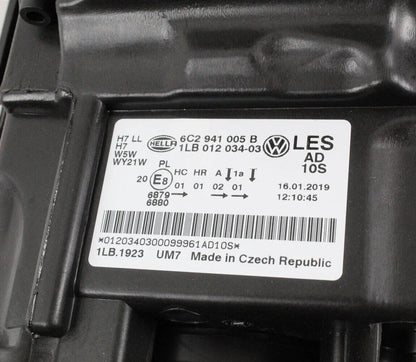 H7 LL
H7
W5W
WY21W
HELLA
6C2 941 005 B
1LB 012 034-03
LES
AD
10S
PL
20 E8
HC HR A 1a
01 01 02 01
6879
6880
16.01.2019
12:10:45
*0120340300099961AD10S*
1LB.1923 UM7 Made in Czech Republic